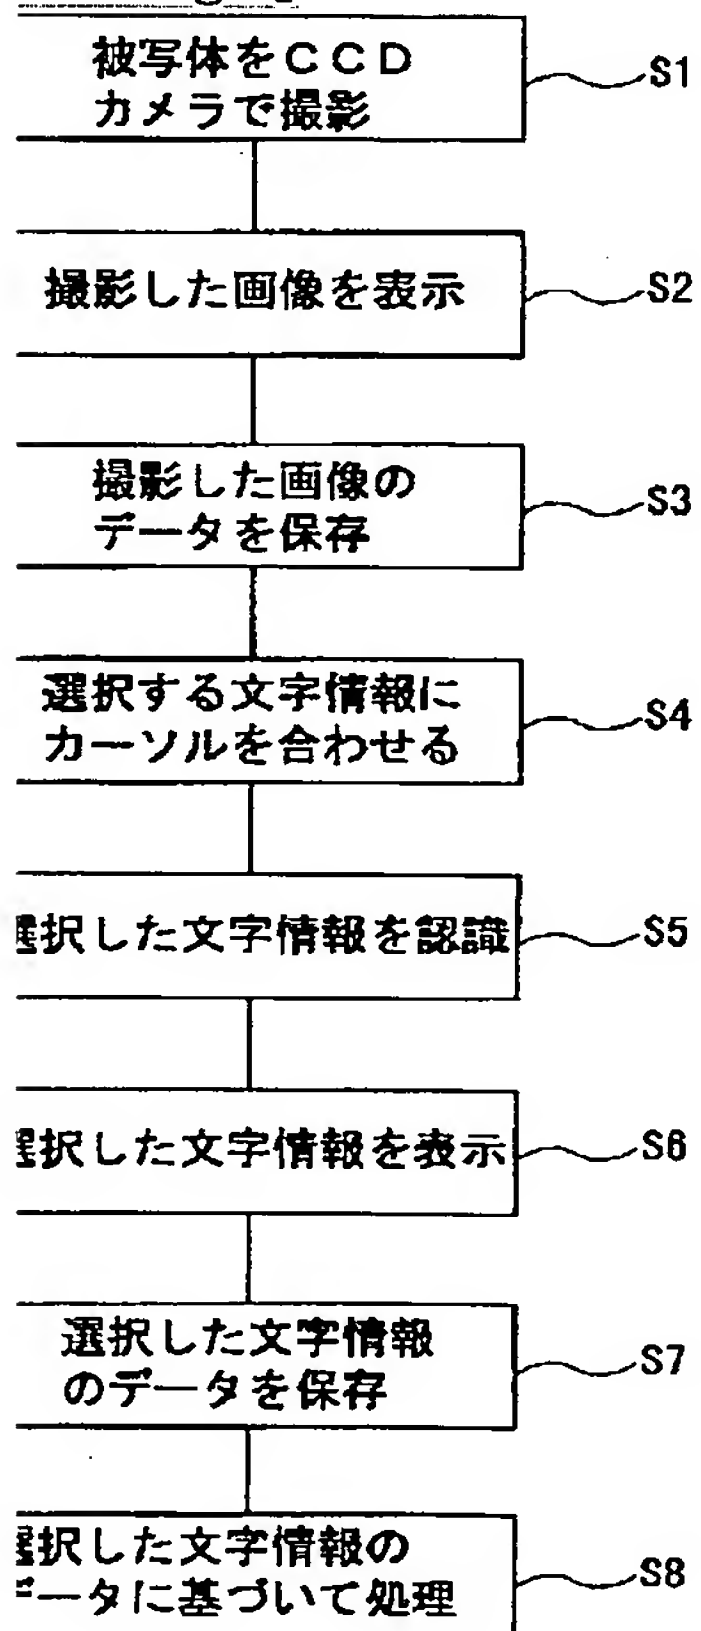 被写体をCCD
カメラで撮影
S1
撮影した画像を表示
S2
撮影した画像の
データを保存
S3
選択する文字情報に
カーソルを合わせる
S4
選択した文字情報を認識
S5
選択した文字情報を表示
S6
選択した文字情報
のデータを保存
S7
選択した文字情報の
データに基づいて処理
S8